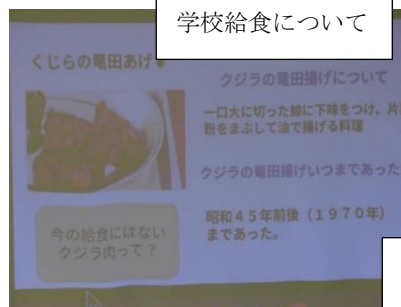 学校給食について
くじらの竜田あげ
クジラの竜田揚げについて
一口大に切った鯨に下味をつけ、片
粉をまぶして油で揚げる料理
クジラの竜田揚げいつまであった
昭和45年前後（1970年）
まであった。
今の給食にはない
クジラ肉って？